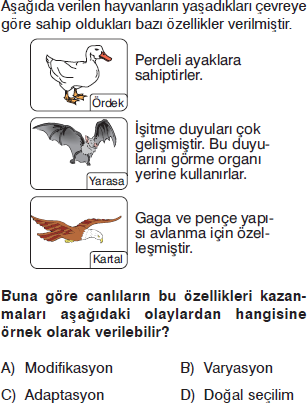 Aşağıda verilen hayvanların yaşadıkları çevreye
göre sahip oldukları bazı özellikler verilmiştir.
Ördek
Perdeli ayaklara
sahiptirler.
Yarasa
İşitme duyuları çok
gelişmiştir. Bu duyu-
larını görme organı
yerine kullanırlar.
Kartal
Gaga ve pençe yapı-
sı avlanma için özel-
leşmiştir.
Buna göre canlıların bu özellikleri kazan-
maları aşağıdaki olaylardan hangisine
örnek olarak verilebilir?
A) Modifikasyon B) Varyasyon
C) Adaptasyon D) Doğal seçilim